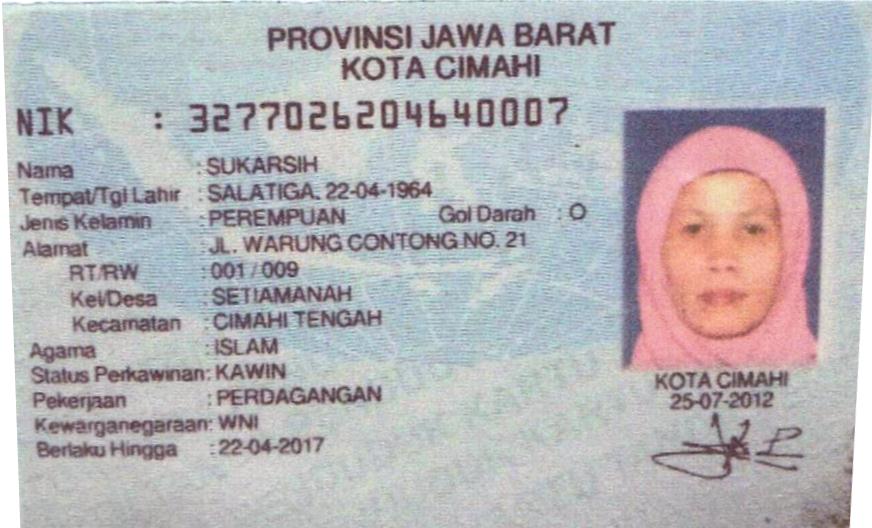 PROVINSI JAWA BARAT
KOTA CIMAHI
NIK : 3277026204640007
Nama : SUKARSIH
Tempat/Tgl Lahir : SALATIGA, 22-04-1964
Jenis Kelamin : PEREMPUAN Gol Darah : O
Alamat : JL. WARUNG CONTONG NO. 21
RT/RW : 001 / 009
Kel/Desa : SETIAMANAH
Kecamatan : CIMAHI TENGAH
Agama : ISLAM
Status Perkawinan: KAWIN
Pekerjaan : PERDAGANGAN
Kewarganegaraan: WNI
Berlaku Hingga : 22-04-2017
KOTA CIMAHI
25-07-2012